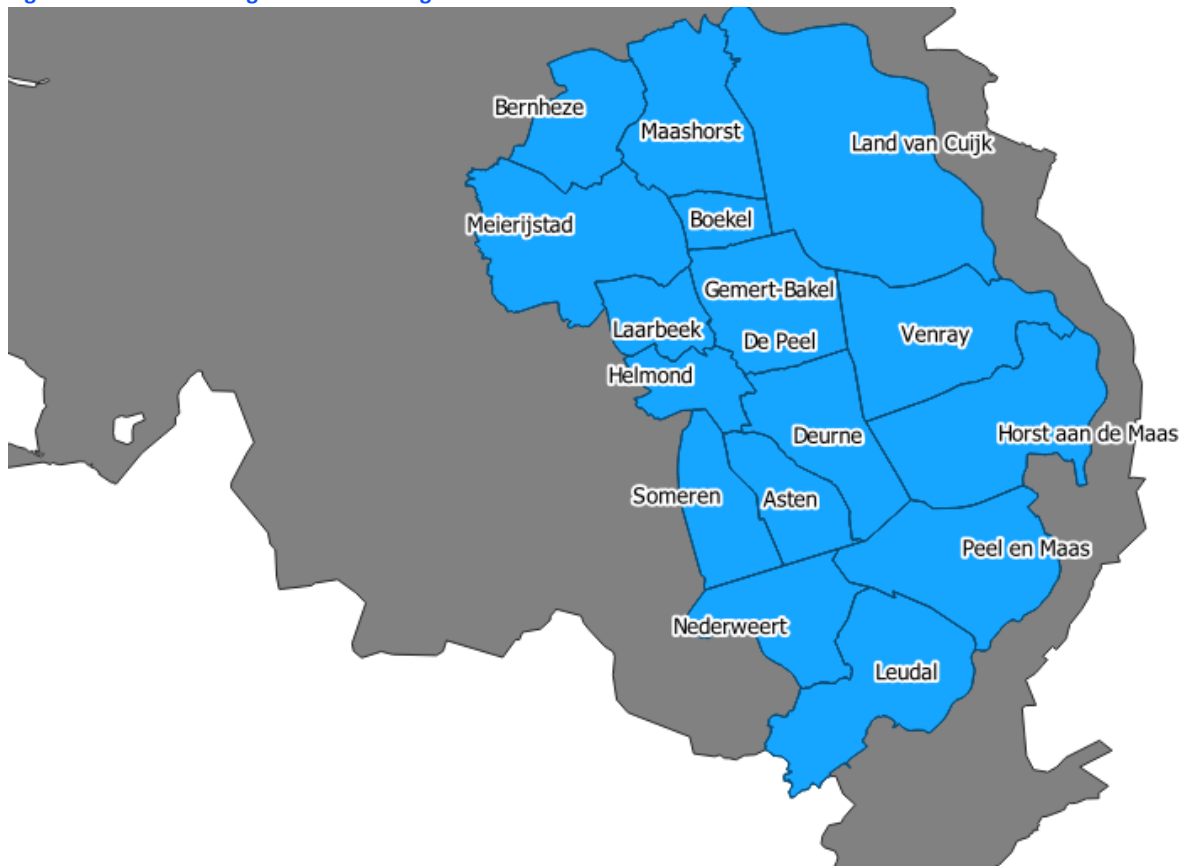 Bernheze
Maashorst
Land van Cuijk
Meierijstad
Boekel
Gemert-Bakel
Laarbeek
De Peel
Venray
Helmond
Deurne
Horst aan de Maas
Someren
Asten
Peel en Maas
Nederweert
Leudal